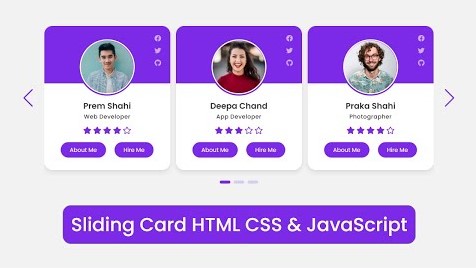 Prem Shahi
Web Developer
About Me
Hire Me
Deepa Chand
App Developer
About Me
Hire Me
Praka Shahi
Photographer
About Me
Hire Me
Sliding Card HTML CSS & JavaScript